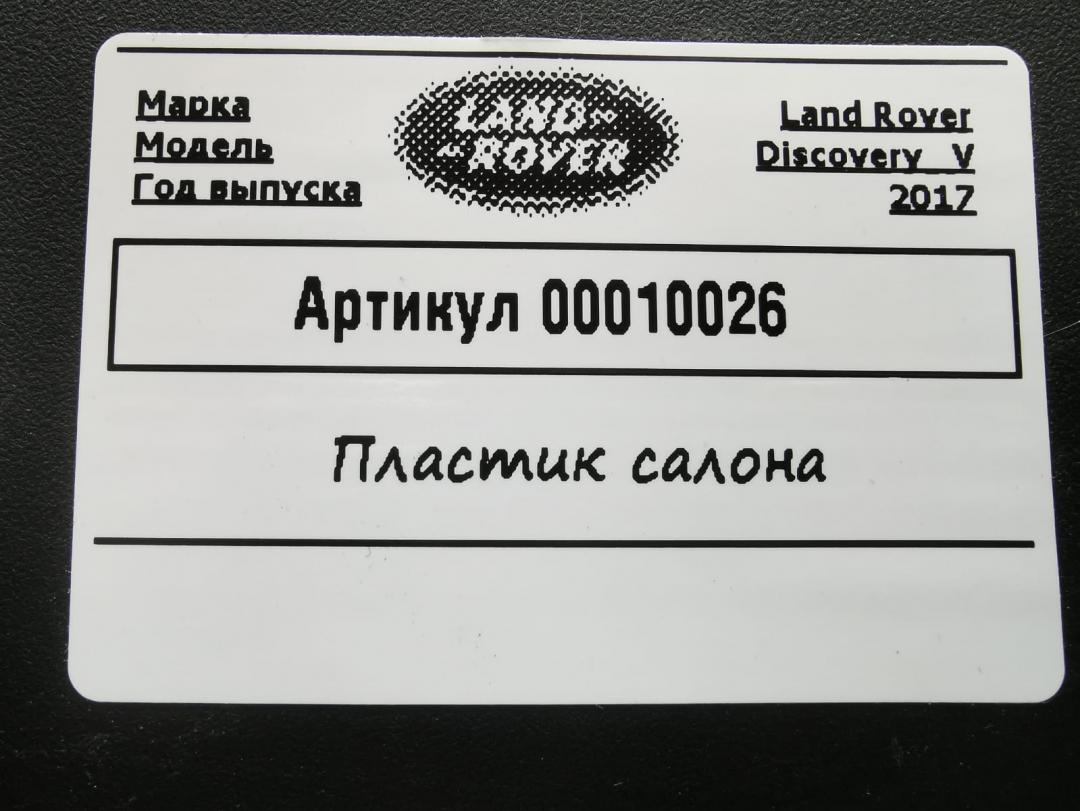 Марка
Модель
Год выпуска
LAND-
-ROVER
Land Rover
Discovery V
2017
Артикул 00010026
Пластик салона